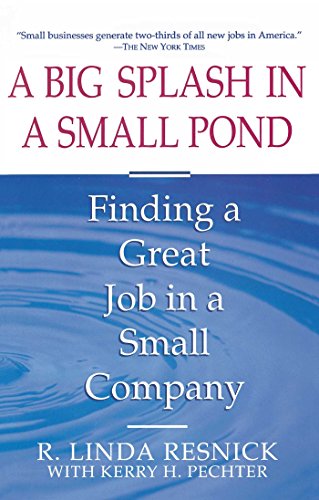 "Small businesses generate two-thirds of all new jobs in America."
—THE NEW YORK TIMES
A BIG SPLASH IN
A SMALL POND
Finding a
Great
Job in a
Small
Company
R. LINDA RESNICK
WITH KERRY H. PECHTER